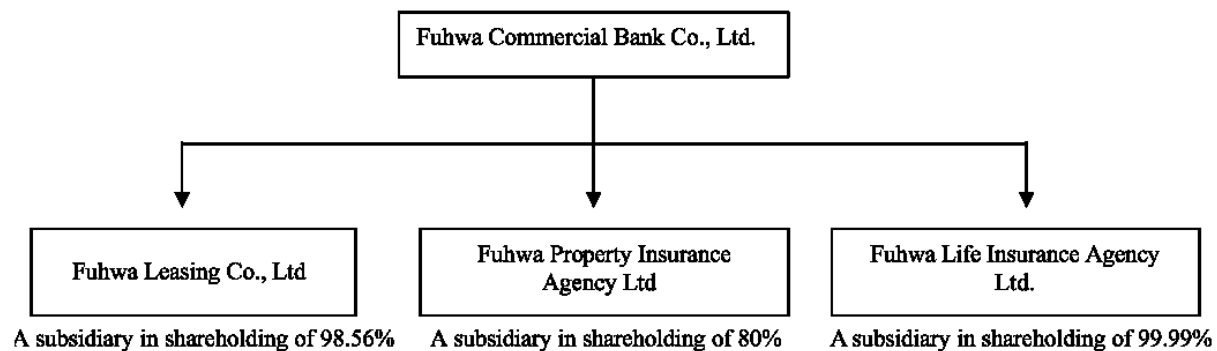 Fuhwa Commercial Bank Co., Ltd.
Fuhwa Leasing Co., Ltd
A subsidiary in shareholding of 98.56%
Fuhwa Property Insurance
Agency Ltd
A subsidiary in shareholding of 80%
Fuhwa Life Insurance Agency
Ltd.
A subsidiary in shareholding of 99.99%